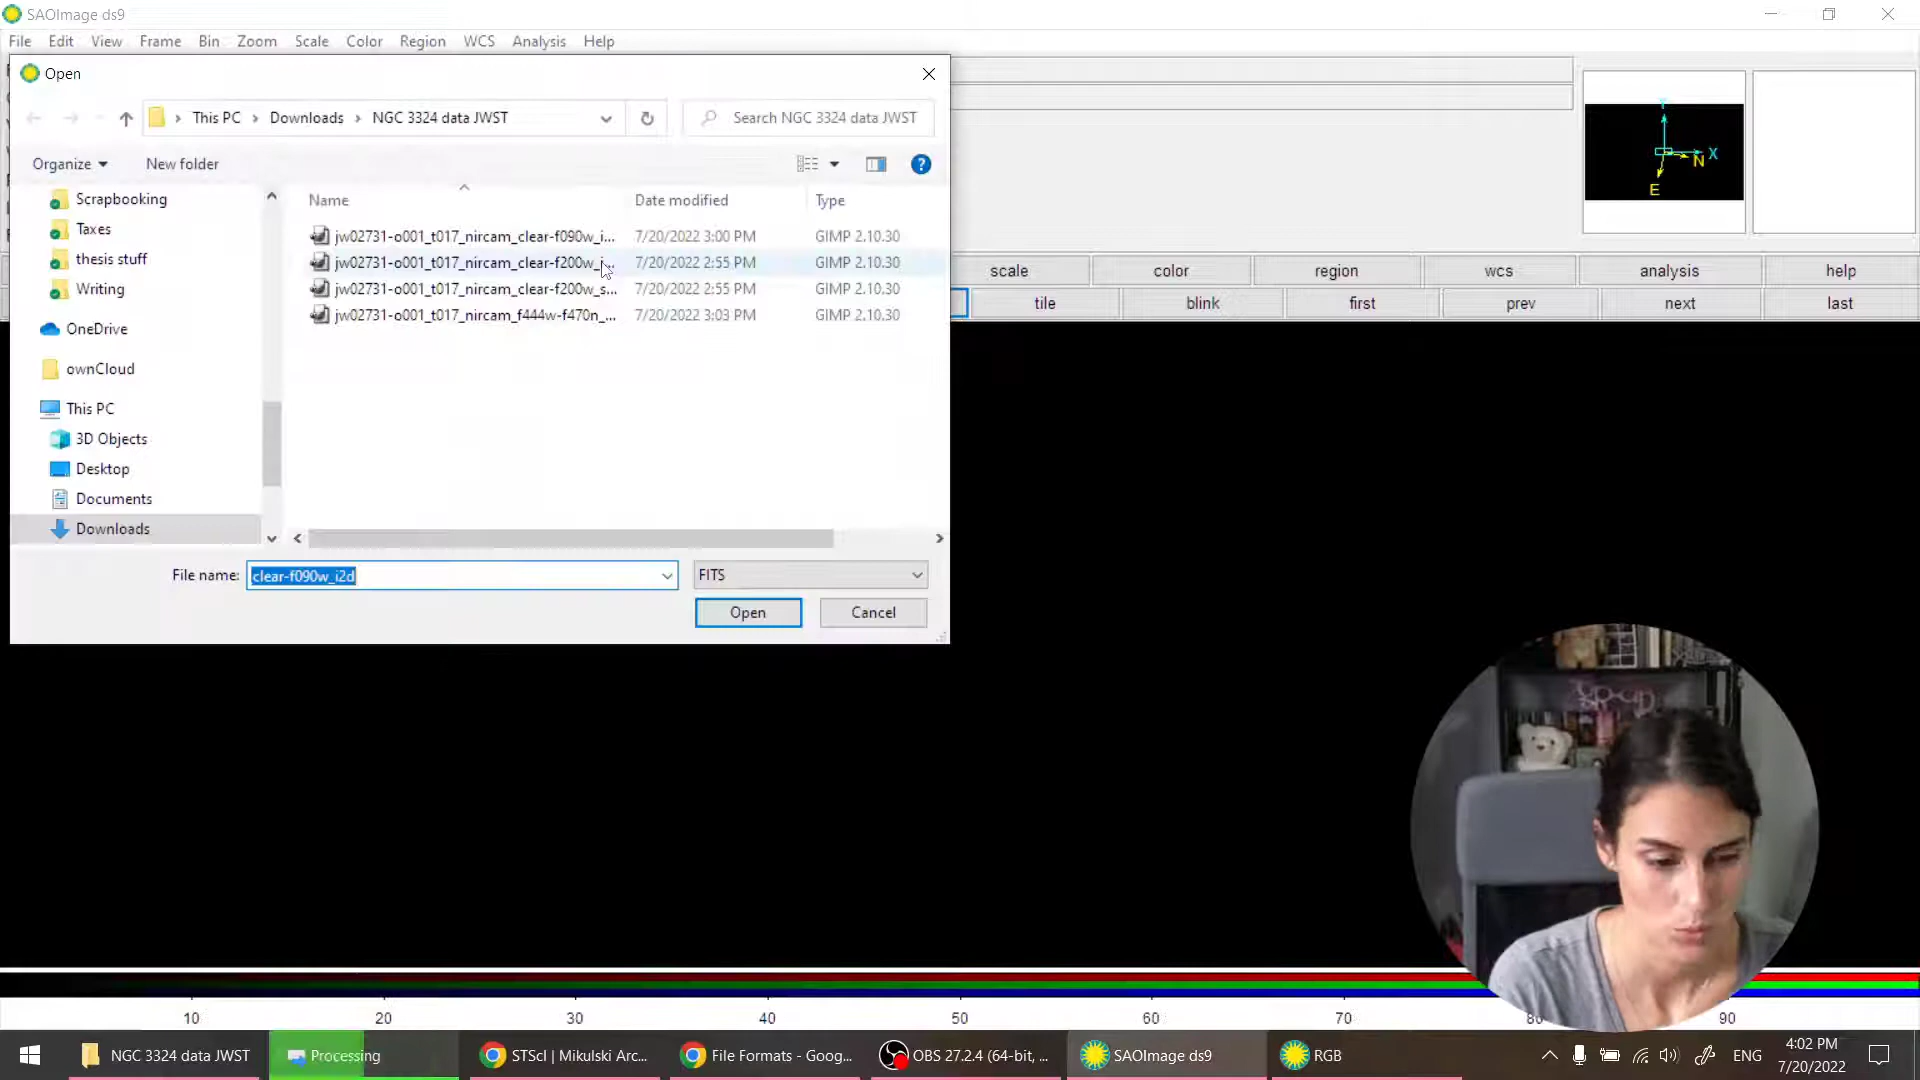 SAOImage ds9
File Edit View Frame Bin Zoom Scale Color Region WCS Analysis Help
Open
This PC > Downloads > NGC 3324 data JWST
Search NGC 3324 data JWST
Organize New folder
Name Date modified Type
jw02731-o001_t017_nircam_clear-f090w_i... 7/20/2022 3:00 PM GIMP 2.10.30
jw02731-o001_t017_nircam_clear-f200w_i... 7/20/2022 2:55 PM GIMP 2.10.30
jw02731-o001_t017_nircam_clear-f200w_s... 7/20/2022 2:55 PM GIMP 2.10.30
jw02731-o001_t017_nircam_f444w-f470n_... 7/20/2022 3:03 PM GIMP 2.10.30
Scrapbooking
Taxes
thesis stuff
Writing
OneDrive
ownCloud
This PC
3D Objects
Desktop
Documents
Downloads
File name: clear-f090w_i2d FITS
Open Cancel
Y
X
N
E
scale color region wcs analysis help
tile blink first prev next last
10 20 30 40 50 60 70 80 90
NGC 3324 data JWST Processing STScI | Mikulski Arc... File Formats - Goog... OBS 27.2.4 (64-bit, ... SAOImage ds9 RGB ENG
4:02 PM
7/20/2022